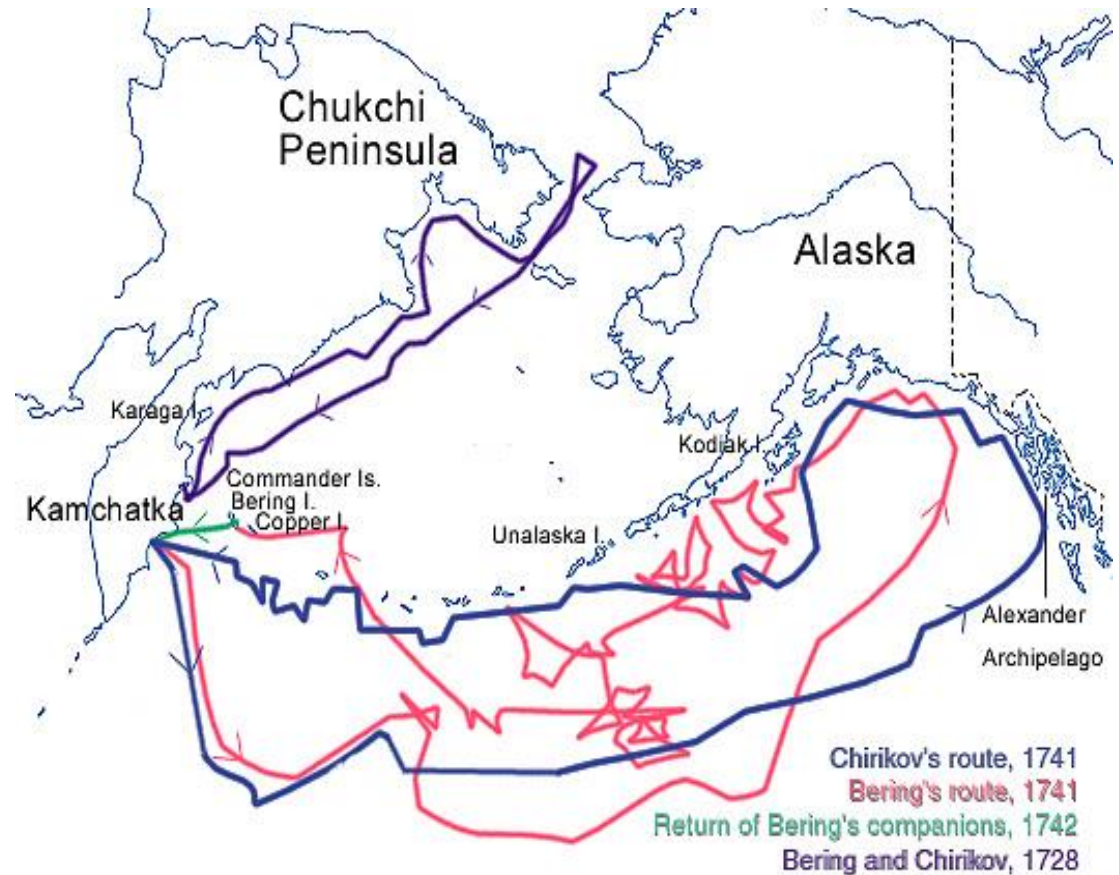 Chukchi
Peninsula
Alaska
Karaga I.
Kodiak I.
Commander Is.
Bering I.
Kamchatka
Copper I.
Unalaska I.
Alexander
Archipelago
Chirikov's route, 1741
Bering's route, 1741
Return of Bering's companions, 1742
Bering and Chirikov, 1728